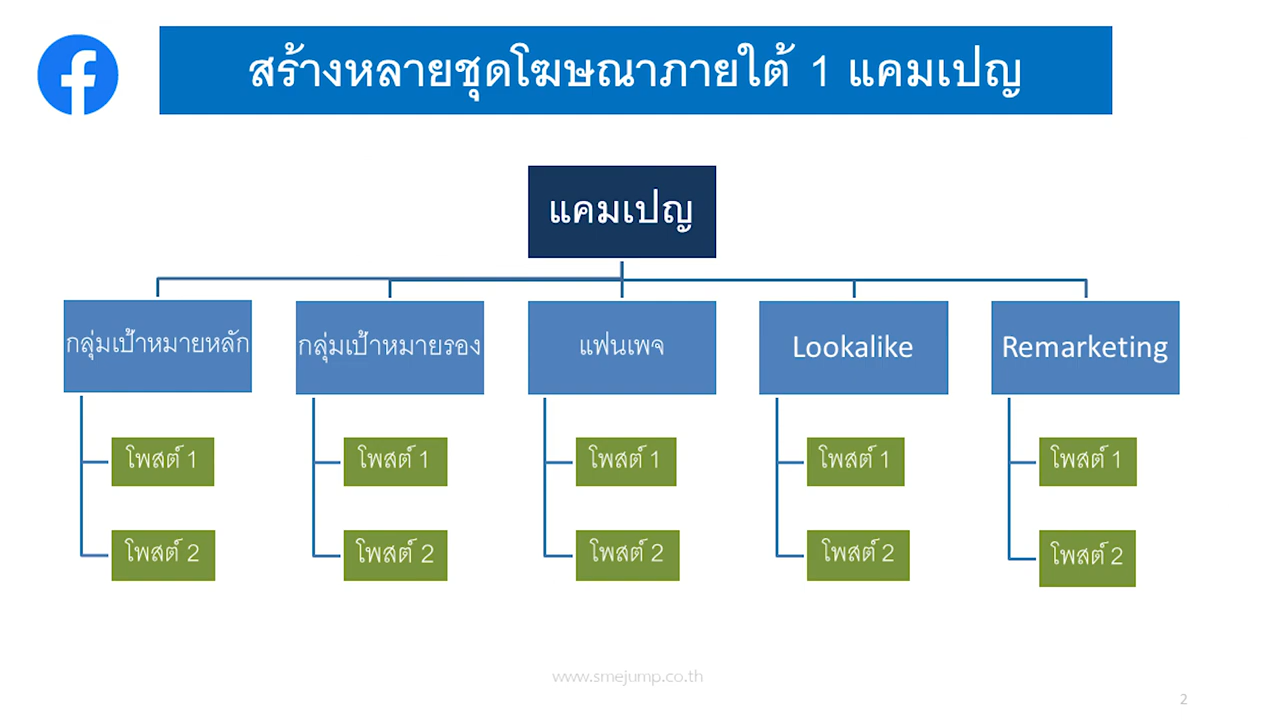 สร้างหลายชุดโฆษณาภายใต้ 1 แคมเปญ
แคมเปญ
กลุ่มเป้าหมายหลัก
กลุ่มเป้าหมายรอง
แฟนเพจ
Lookalike
Remarketing
โพสต์ 1
โพสต์ 1
โพสต์ 1
โพสต์ 1
โพสต์ 1
โพสต์ 2
โพสต์ 2
โพสต์ 2
โพสต์ 2
โพสต์ 2
www.smejump.co.th
2